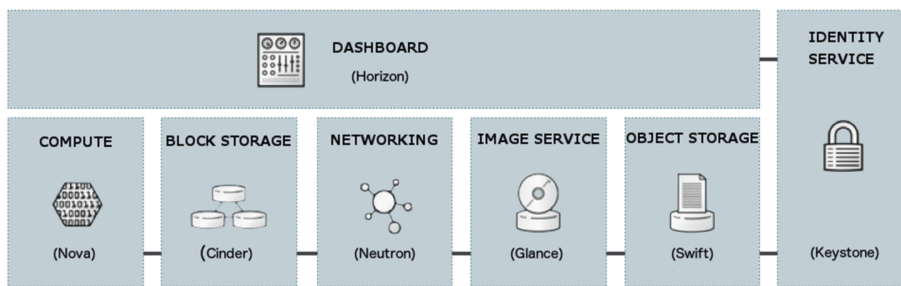 DASHBOARD
(Horizon)
IDENTITY
SERVICE
(Keystone)
COMPUTE
(Nova)
BLOCK STORAGE
(Cinder)
NETWORKING
(Neutron)
IMAGE SERVICE
(Glance)
OBJECT STORAGE
(Swift)